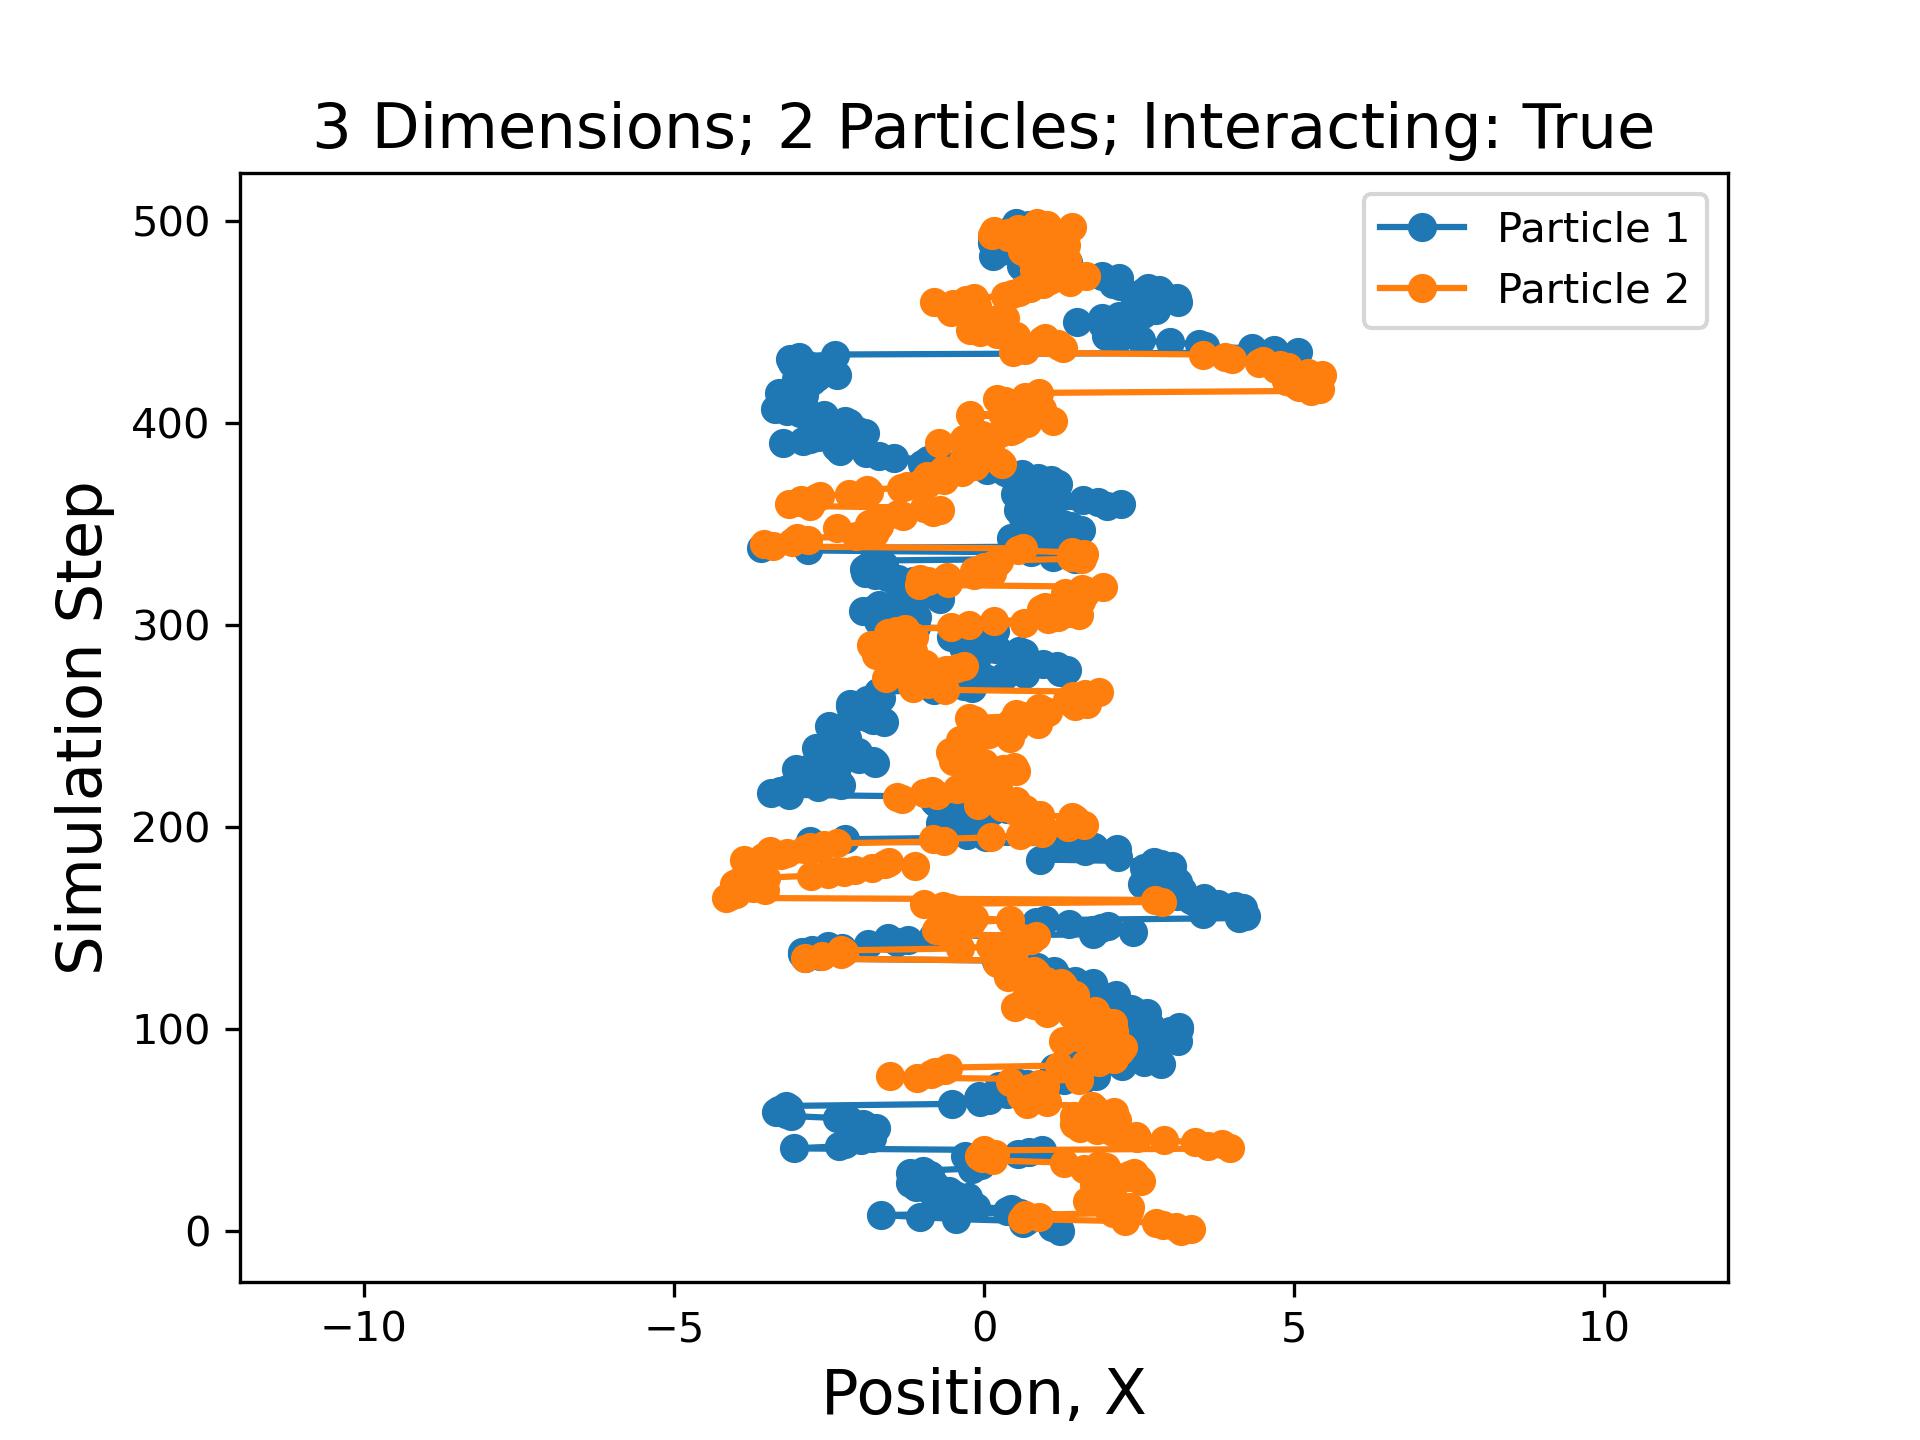 3 Dimensions; 2 Particles; Interacting: True
Particle 1
Particle 2
500
400
300
200
100
0
Simulation Step
−10
−5
0
5
10
Position, X